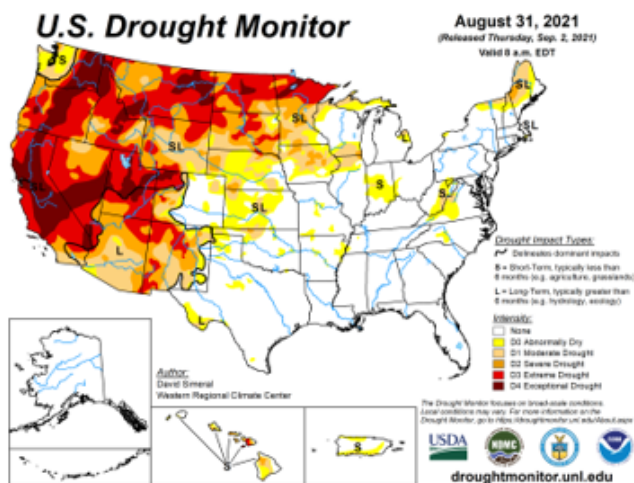 U.S. Drought Monitor
August 31, 2021
(Released Thursday, Sep. 2, 2021)
Valid 8 a.m. EDT
S
SL
SL
SL
SL
S
S
SL
L
L
Drought Impact Types:
Delineates dominant impacts
S = Short-Term, typically less than
6 months (e.g. agriculture, grasslands)
L = Long-Term, typically greater than
6 months (e.g. hydrology, ecology)
Intensity:
None
D0 Abnormally Dry
D1 Moderate Drought
D2 Severe Drought
D3 Extreme Drought
D4 Exceptional Drought
Author:
David Simeral
Western Regional Climate Center
S
S
The Drought Monitor focuses on broad-scale conditions.
Local conditions may vary. For more information on the
Drought Monitor, go to https://droughtmonitor.unl.edu/About.aspx
USDA
NDMC
droughtmonitor.unl.edu